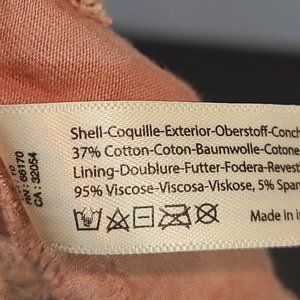 Shell-Coquille-Exterior-Oberstoff-Conch
37% Cotton-Coton-Baumwolle-Cotone
Lining-Doublure-Futter-Fodera-Revest
95% Viscose-Viscosa-Viskose, 5% Span
Made in
RN: 66170
CA: 32054